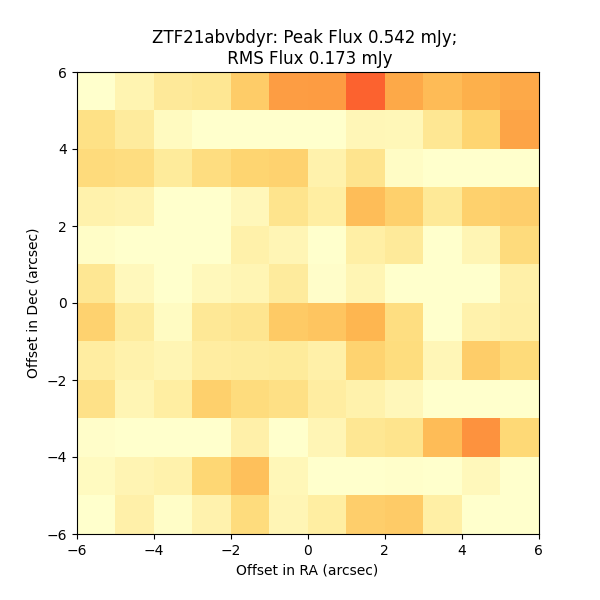 ZTF21abvbdyr: Peak Flux 0.542 mJy;
RMS Flux 0.173 mJy
6
4
2
0
−2
−4
−6
Offset in Dec (arcsec)
−6 −4 −2 0 2 4 6
Offset in RA (arcsec)